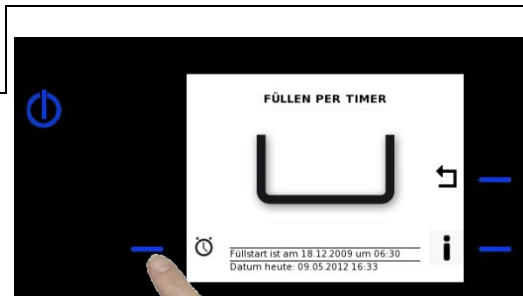 FÜLLEN PER TIMER
Füllstart ist am 18.12.2009 um 06:30
Datum heute: 09.05.2012 16:33